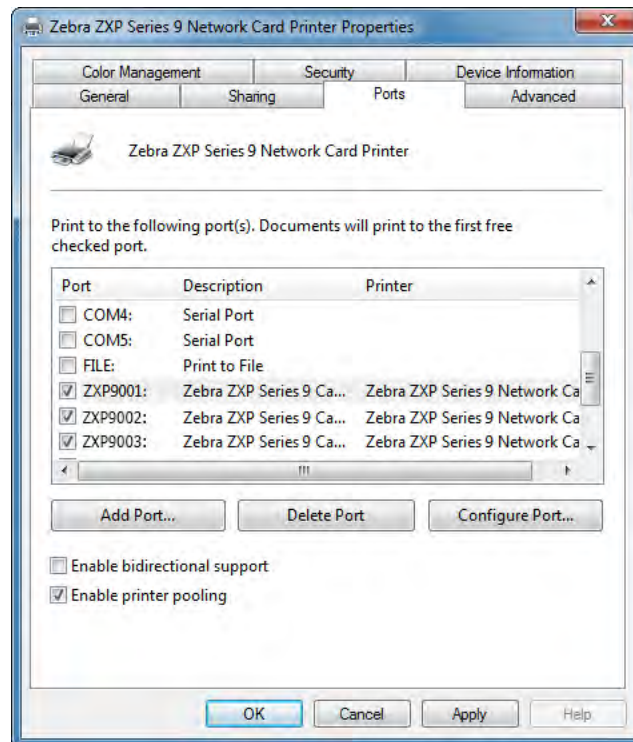 Zebra ZXP Series 9 Network Card Printer Properties
Color Management Security Device Information
General Sharing Ports Advanced
Zebra ZXP Series 9 Network Card Printer
Print to the following port(s). Documents will print to the first free
checked port.
Port Description Printer
COM4: Serial Port
COM5: Serial Port
FILE: Print to File
ZXP9001: Zebra ZXP Series 9 Ca... Zebra ZXP Series 9 Network Ca
ZXP9002: Zebra ZXP Series 9 Ca... Zebra ZXP Series 9 Network Ca
ZXP9003: Zebra ZXP Series 9 Ca... Zebra ZXP Series 9 Network Ca
Add Port... Delete Port Configure Port...
Enable bidirectional support
Enable printer pooling
OK Cancel Apply Help